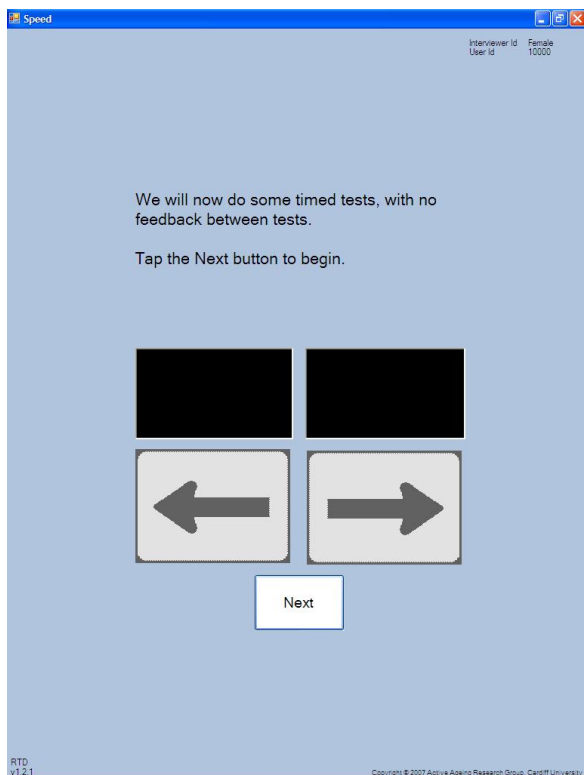 Speed
Interviewer Id Female
User Id 10000
We will now do some timed tests, with no
feedback between tests.
Tap the Next button to begin.
Next
RTD
v1.2.1
Copyright © 2007 Active Ageing Research Group, Cardiff University